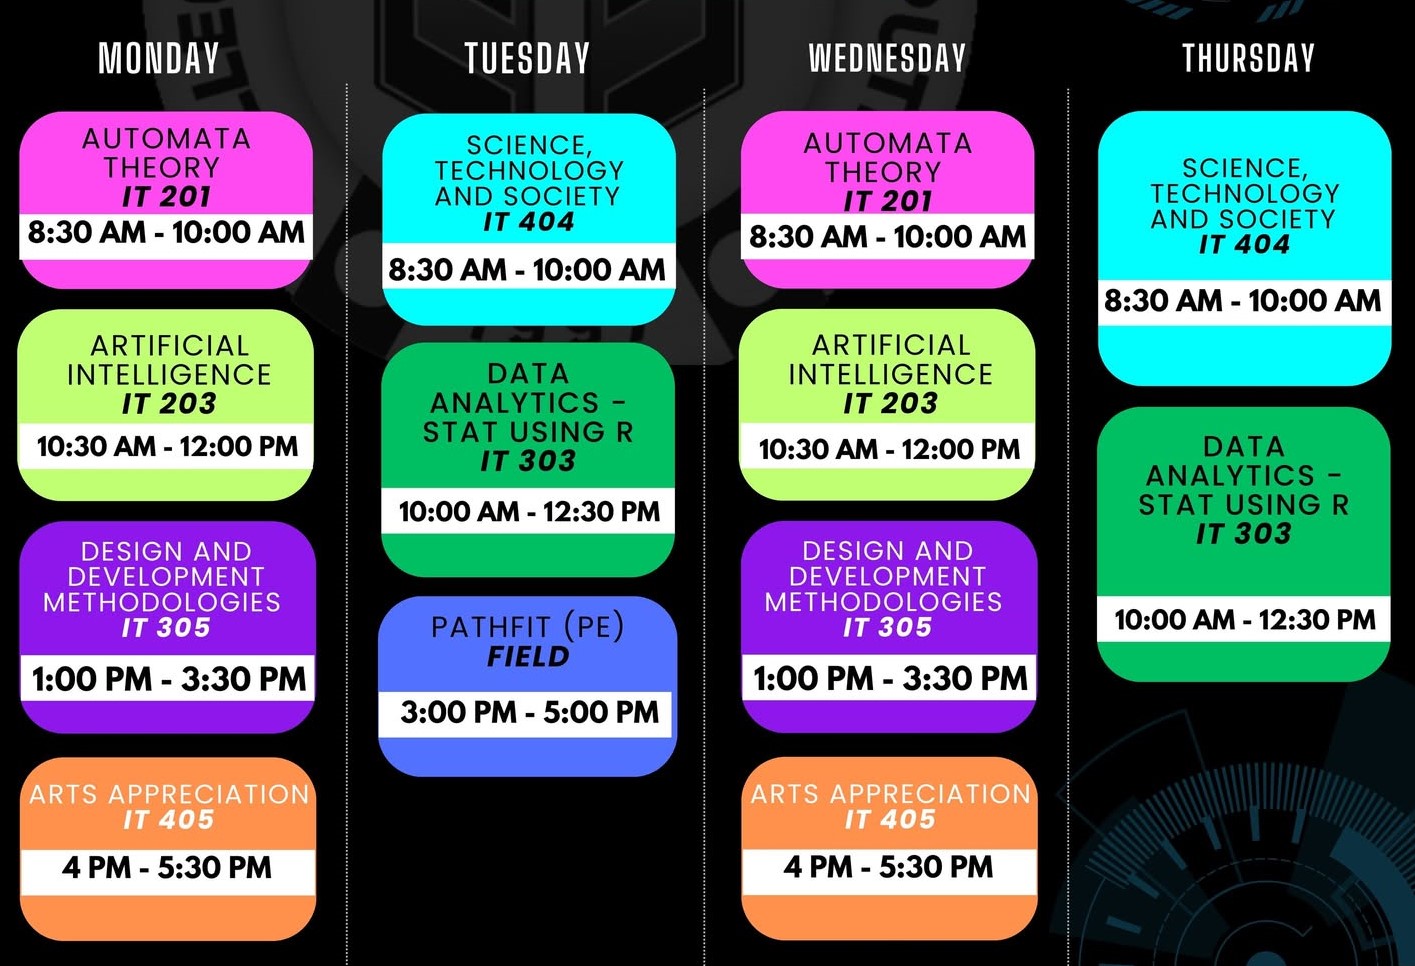 MONDAY
AUTOMATA
THEORY
IT 201
8:30 AM - 10:00 AM
ARTIFICIAL
INTELLIGENCE
IT 203
10:30 AM - 12:00 PM
DESIGN AND
DEVELOPMENT
METHODOLOGIES
IT 305
1:00 PM - 3:30 PM
ARTS APPRECIATION
IT 405
4 PM - 5:30 PM
TUESDAY
SCIENCE,
TECHNOLOGY
AND SOCIETY
IT 404
8:30 AM - 10:00 AM
DATA
ANALYTICS -
STAT USING R
IT 303
10:00 AM - 12:30 PM
PATHFIT (PE)
FIELD
3:00 PM - 5:00 PM
WEDNESDAY
AUTOMATA
THEORY
IT 201
8:30 AM - 10:00 AM
ARTIFICIAL
INTELLIGENCE
IT 203
10:30 AM - 12:00 PM
DESIGN AND
DEVELOPMENT
METHODOLOGIES
IT 305
1:00 PM - 3:30 PM
ARTS APPRECIATION
IT 405
4 PM - 5:30 PM
THURSDAY
SCIENCE,
TECHNOLOGY
AND SOCIETY
IT 404
8:30 AM - 10:00 AM
DATA
ANALYTICS -
STAT USING R
IT 303
10:00 AM - 12:30 PM